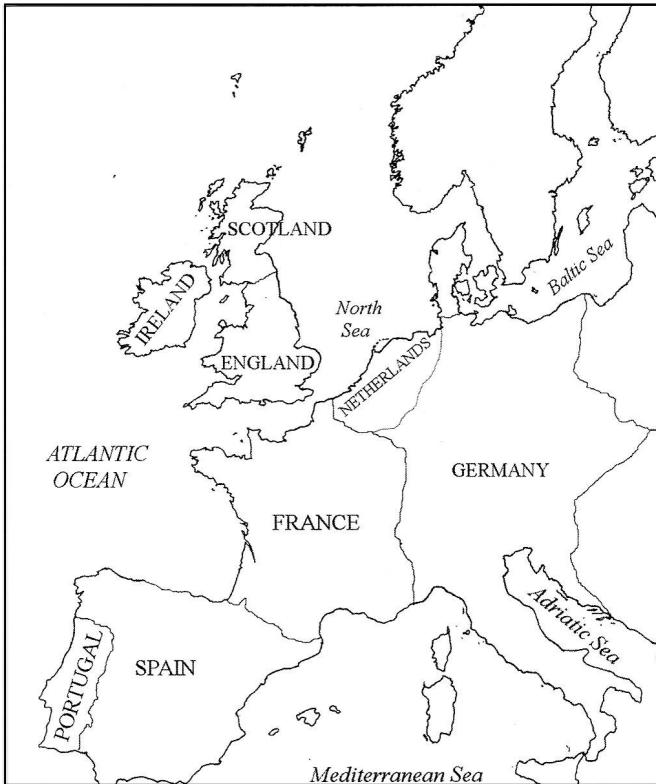 SCOTLAND
Baltic Sea
IRELAND
North
Sea
ENGLAND
NETHERLANDS
ATLANTIC
OCEAN
GERMANY
FRANCE
Adriatic Sea
PORTUGAL
SPAIN
Mediterranean Sea